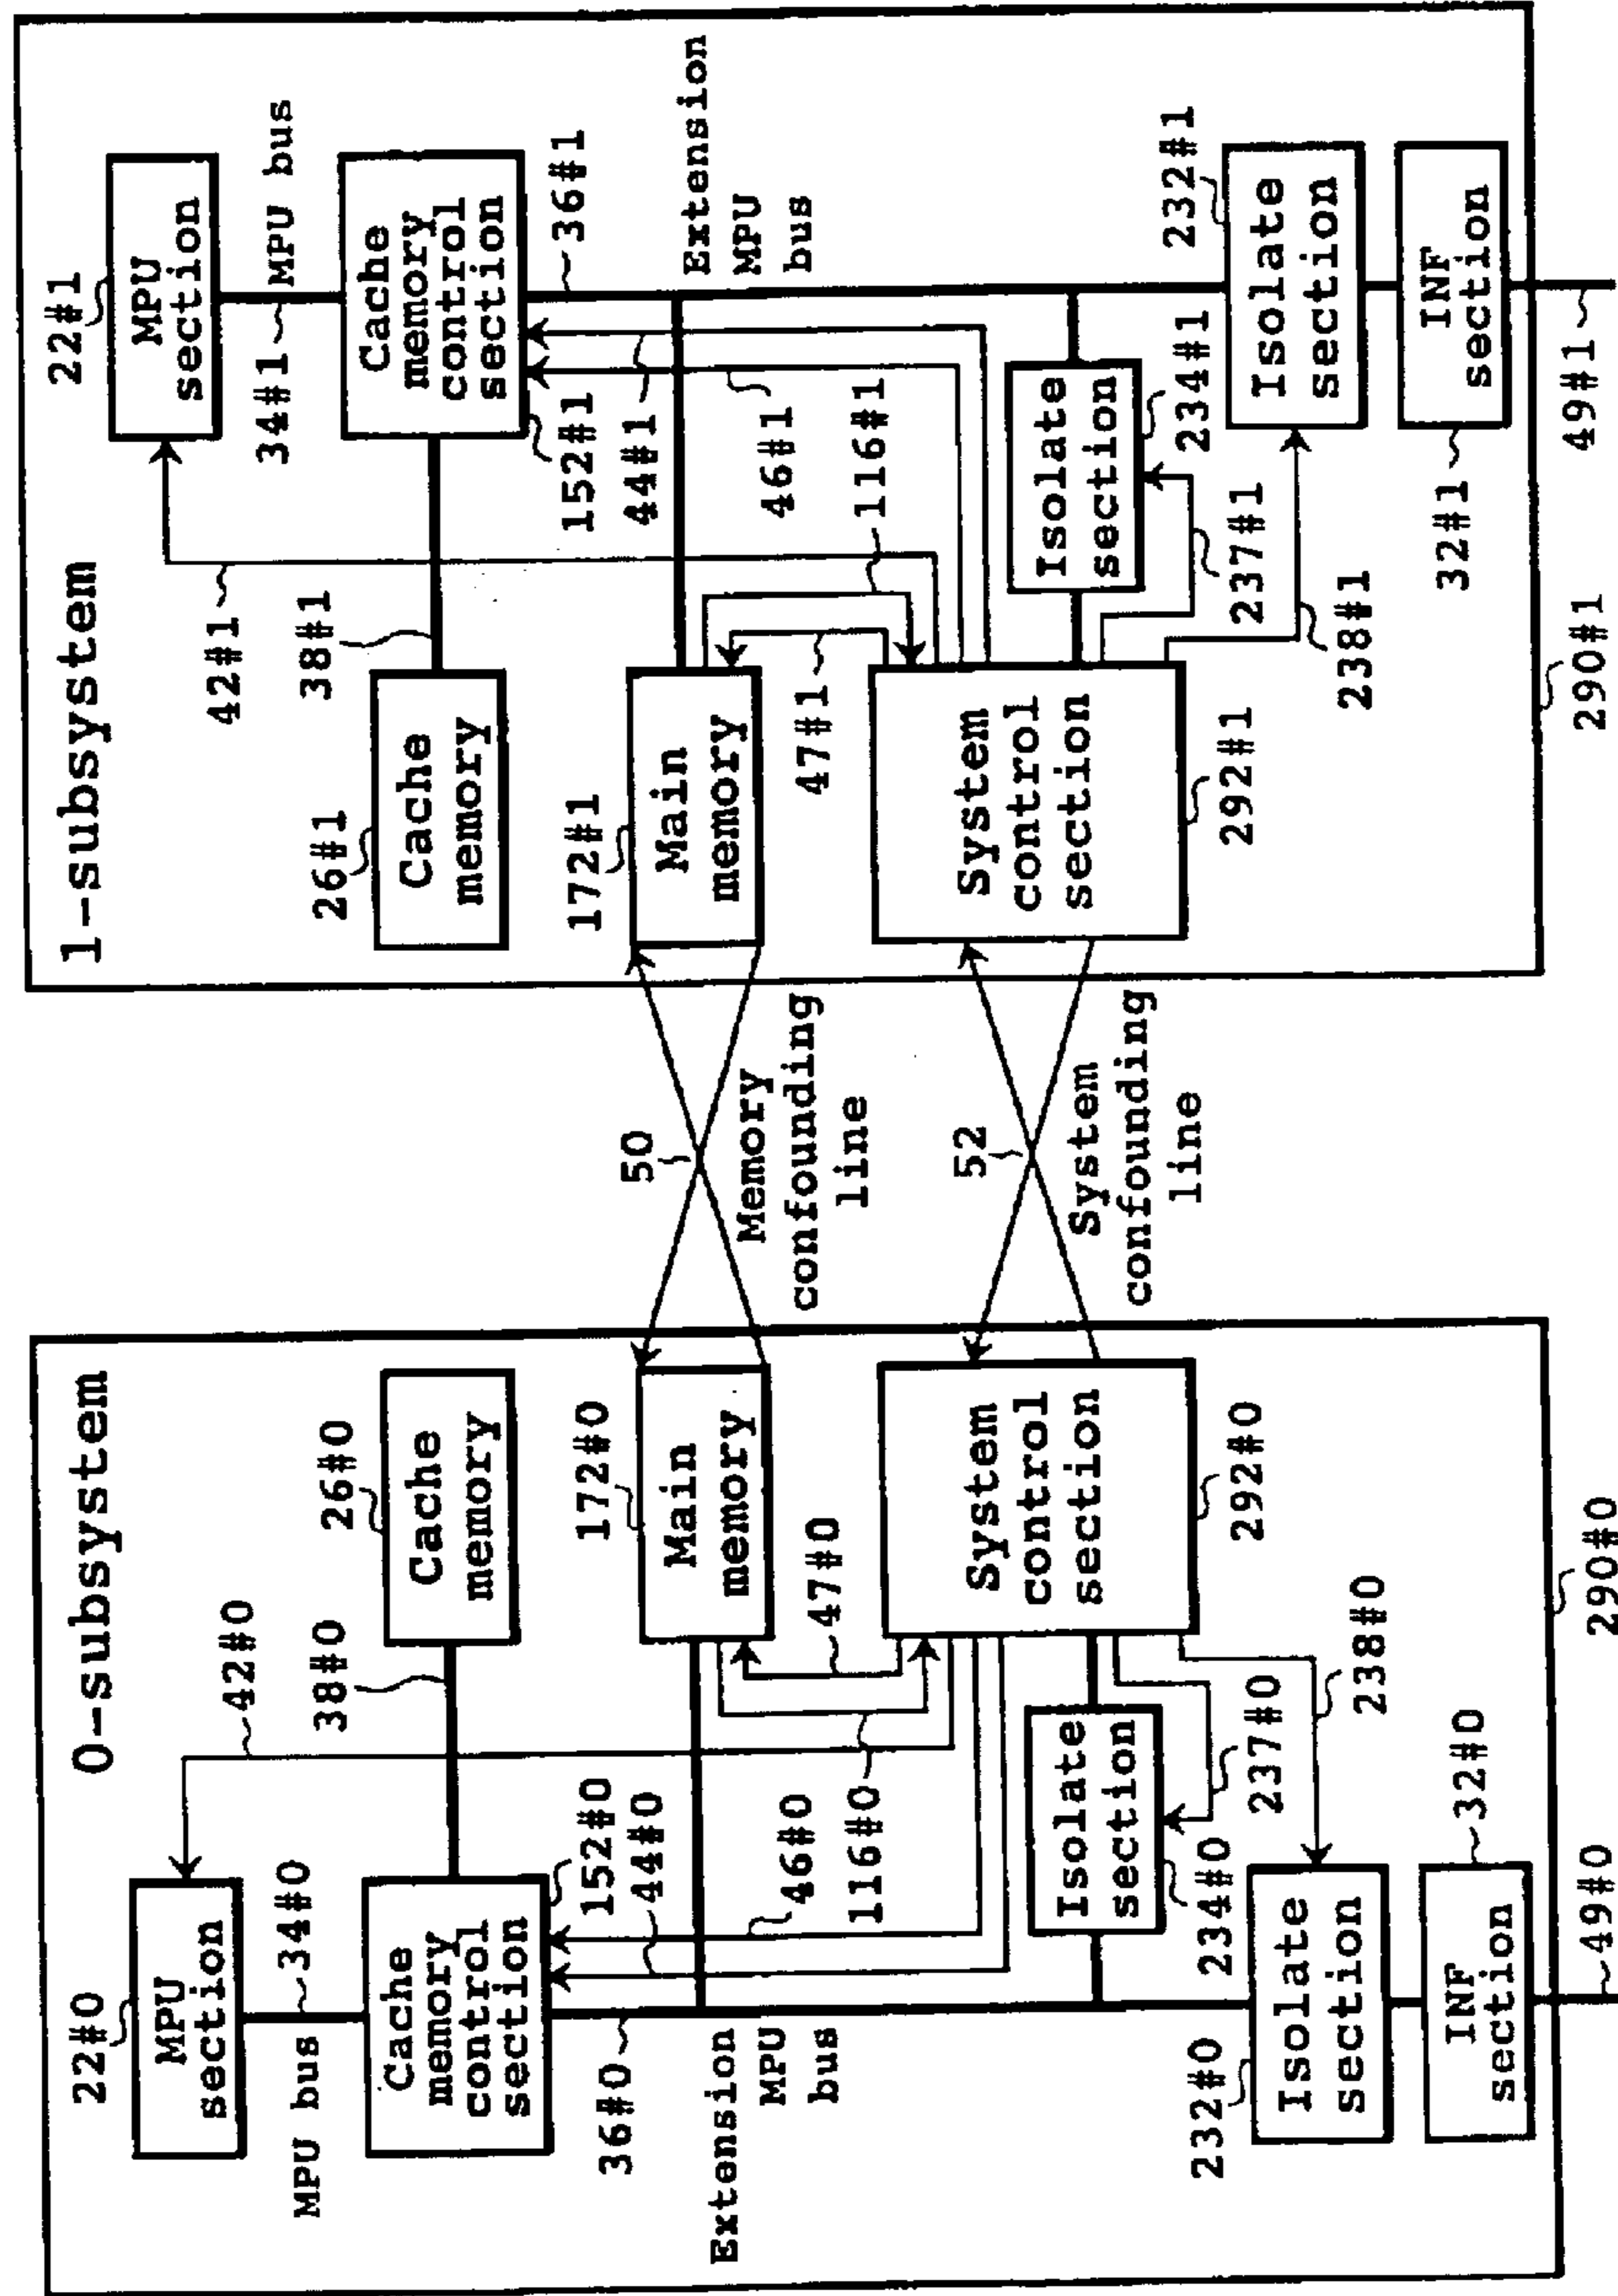 0-subsystem
22#0
MPU
section
42#0
MPU bus
34#0
38#0
26#0
Cache
memory
control
section
Cache
memory
152#0
44#0
36#0
172#0
Main
memory
Extension
MPU
bus
46#0
47#0
116#0
System
control
section
Isolate
section
234#0
292#0
237#0
232#0
238#0
Isolate
section
INF
section
32#0
49#0
290#0
50
Memory
confounding
line
52
System
confounding
line
1-subsystem
22#1
MPU
section
42#1
34#1
MPU bus
38#1
26#1
Cache
memory
Cache
memory
control
section
152#1
36#1
44#1
172#1
Main
memory
Extension
MPU
bus
46#1
47#1
116#1
System
control
section
Isolate
section
234#1
292#1
237#1
232#1
238#1
Isolate
section
INF
section
32#1
49#1
290#1